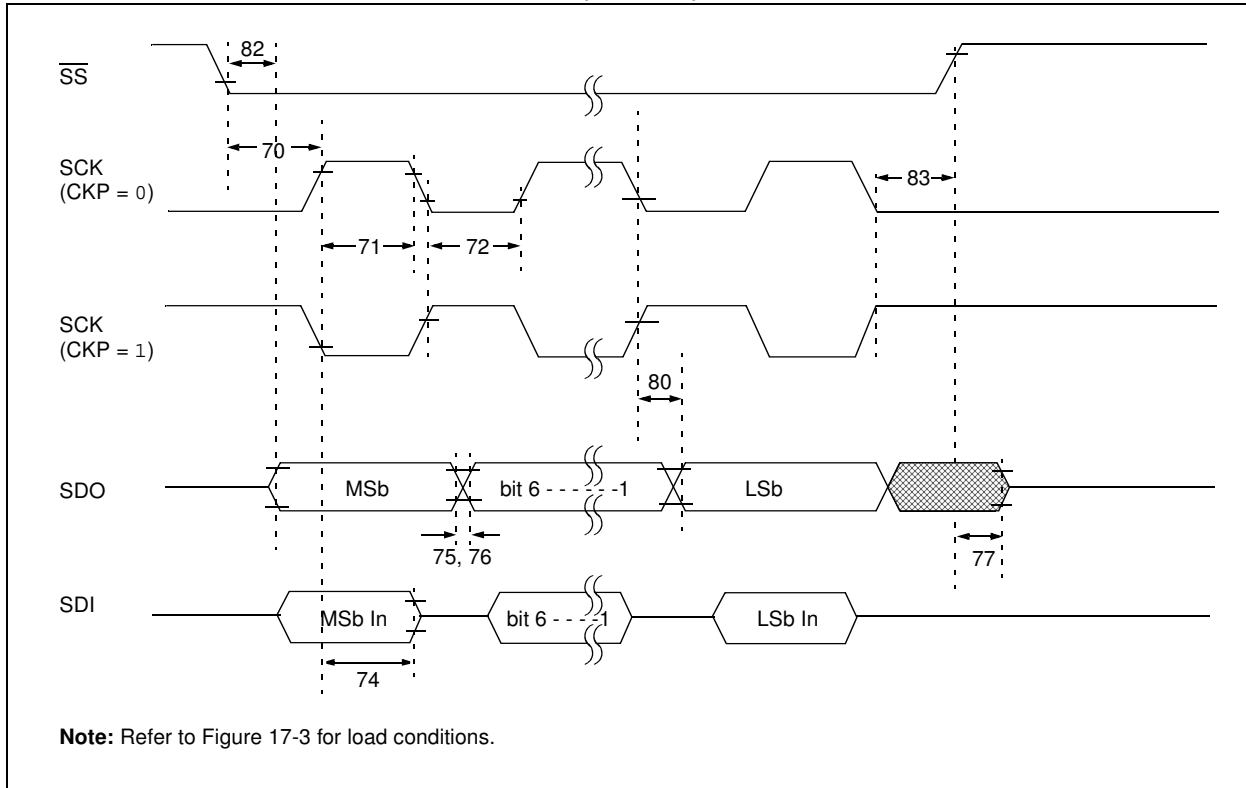 82
SS
70
SCK
(CKP = 0)
83
71
72
SCK
(CKP = 1)
80
SDO
MSb
bit 6 - - - - - -1
LSb
75, 76
77
SDI
MSb In
bit 6 - - - -1
LSb In
74
Note: Refer to Figure 17-3 for load conditions.